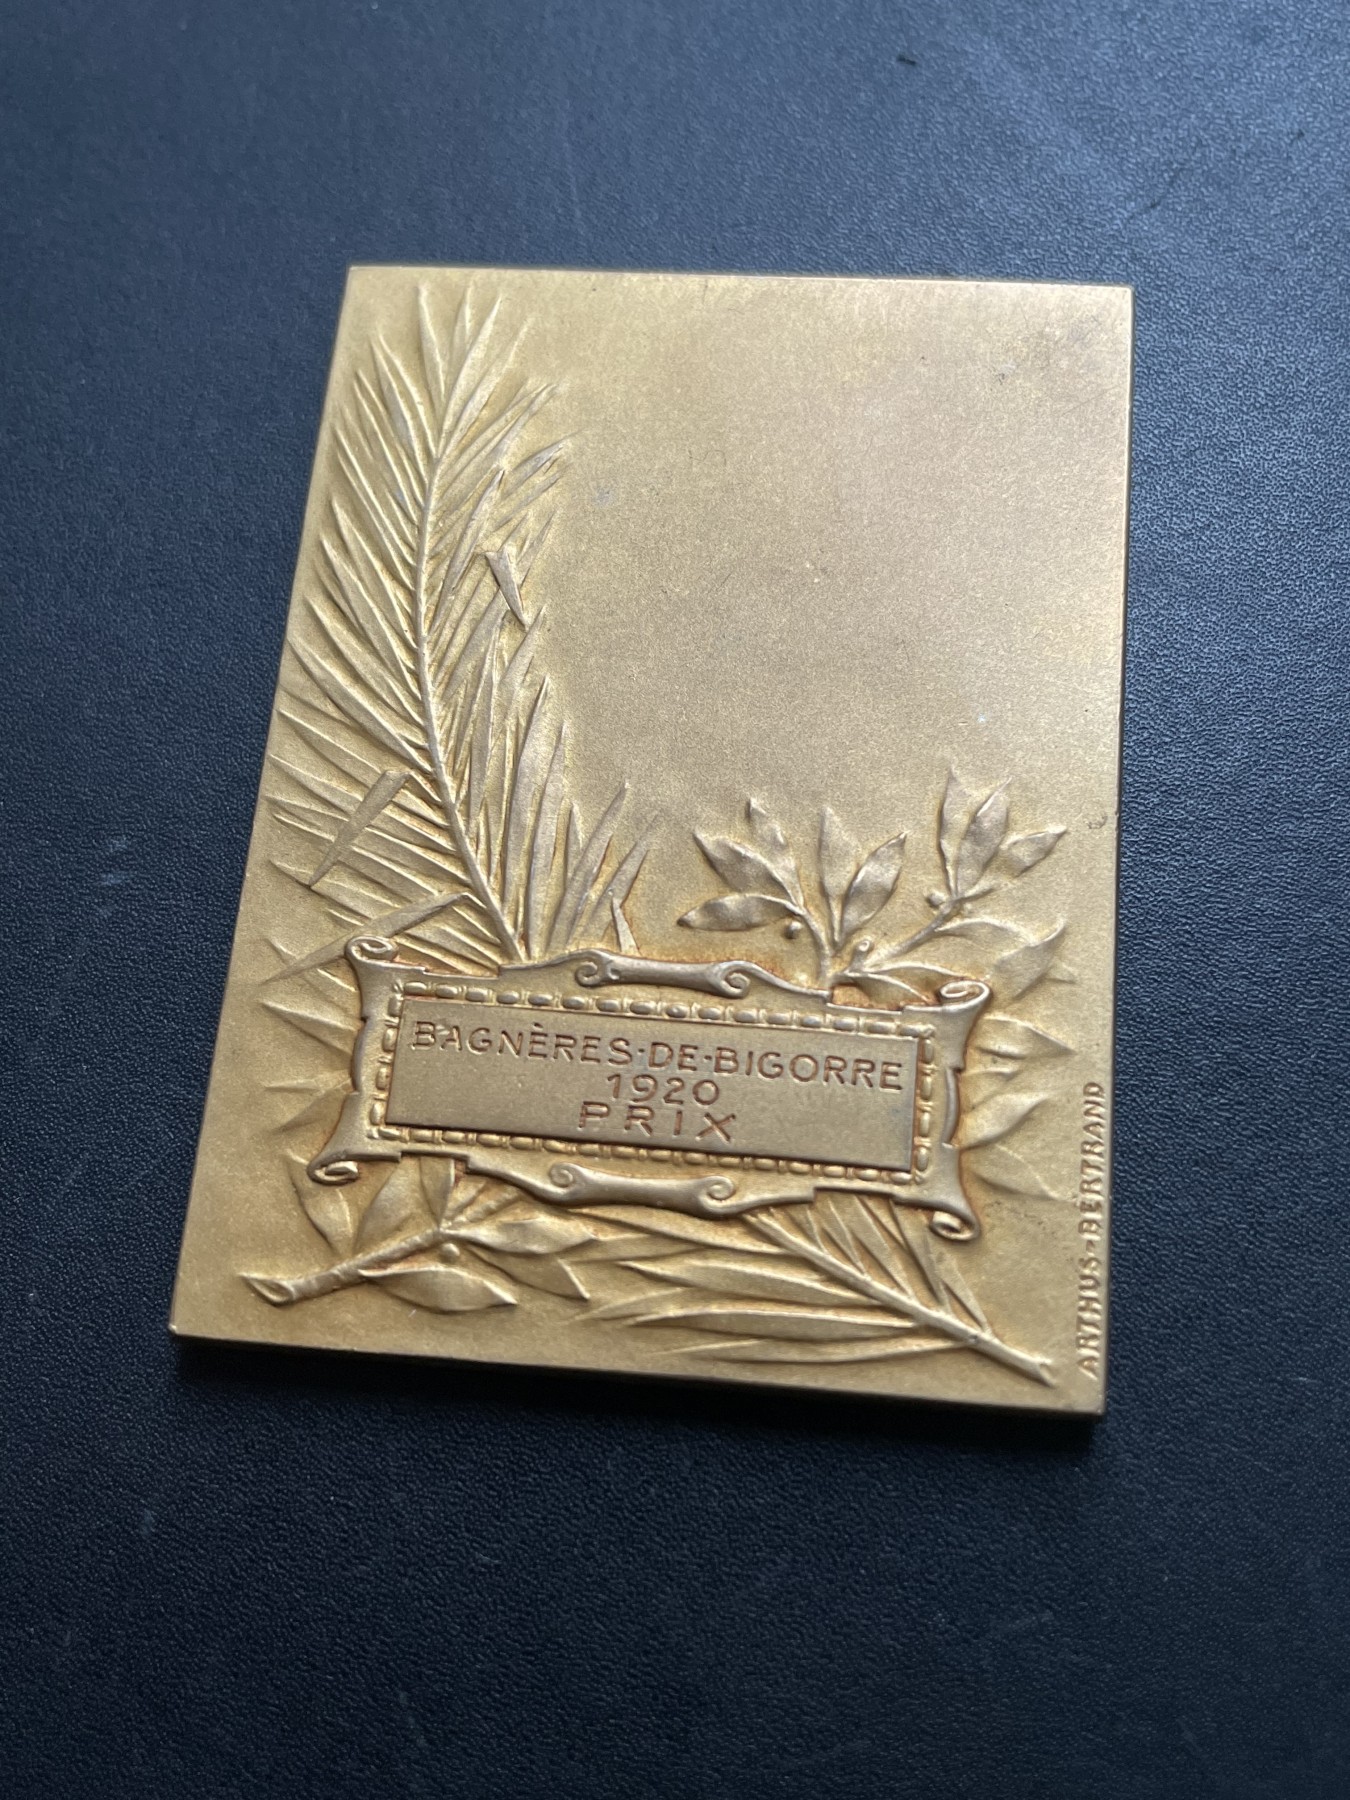 BAGNÈRES·DE·BIGORRE
1920
PRIX
ARTHUS-BERTRAND